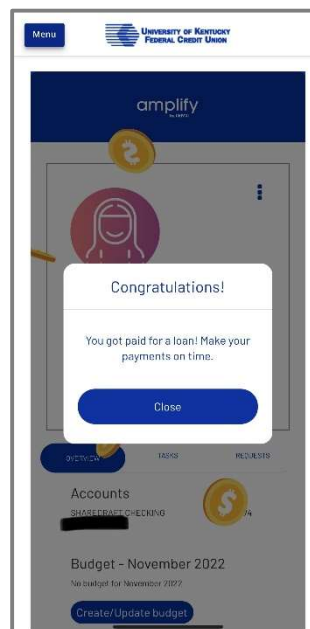 Menu
UNIVERSITY OF KENTUCKY
FEDERAL CREDIT UNION
amplify
Congratulations!
You got paid for a loan! Make your
payments on time.
Close
OVERVIEW TASKS REQUESTS
Accounts
SHAREDRAFT CHECKING
Budget - November 2022
No budget for November 2022
Create/Update budget